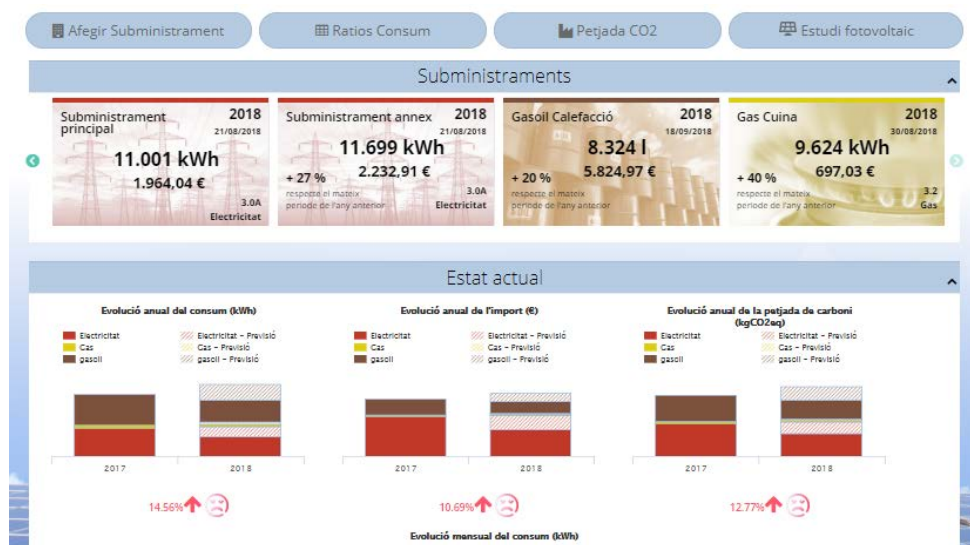 Afegir Subministrament
Ratios Consum
Petjada CO2
Estudi fotovoltaic
Subministraments
Subministrament
principal
2018
21/08/2018
11.001 kWh
1.964,04 €
3.0A
Electricitat
Subministrament annex
2018
21/08/2018
11.699 kWh
+ 27 %
2.232,91 €
respecte el mateix
periode de l'any anterior
3.0A
Electricitat
Gasoil Calefacció
2018
18/09/2018
8.324 l
+ 20 %
5.824,97 €
respecte el mateix
periode de l'any anterior
Gas Cuina
2018
30/08/2018
9.624 kWh
+ 40 %
697,03 €
respecte el mateix
periode de l'any anterior
3.2
Gas
Estat actual
Evolució anual del consum (kWh)
Electricitat
Electricitat - Previsió
Gas
Gas - Previsió
gasoil
gasoil - Previsió
2017
2018
14.56%
Evolució anual de l'import (€)
Electricitat
Electricitat - Previsió
Gas
Gas - Previsió
gasoil
gasoil - Previsió
2017
2018
10.69%
Evolució anual de la petjada de carboni
(kgCO2eq)
Electricitat
Electricitat - Previsió
Gas
Gas - Previsió
gasoil
gasoil - Previsió
2017
2018
12.77%
Evolució mensual del consum (kWh)